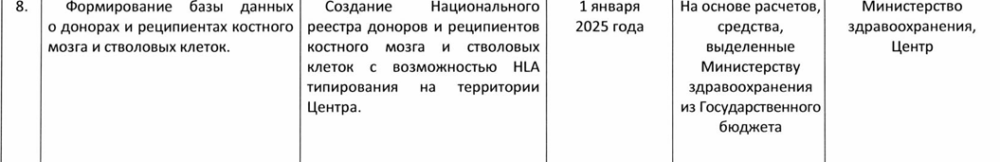 8.
Формирование базы данных
о донорах и реципиентах костного
мозга и стволовых клеток.
Создание Национального
реестра доноров и реципиентов
костного мозга и стволовых
клеток с возможностью HLA
типирования на территории
Центра.
1 января
2025 года
На основе расчетов,
средства,
выделенные
Министерству
здравоохранения
из Государственного
бюджета
Министерство
здравоохранения,
Центр